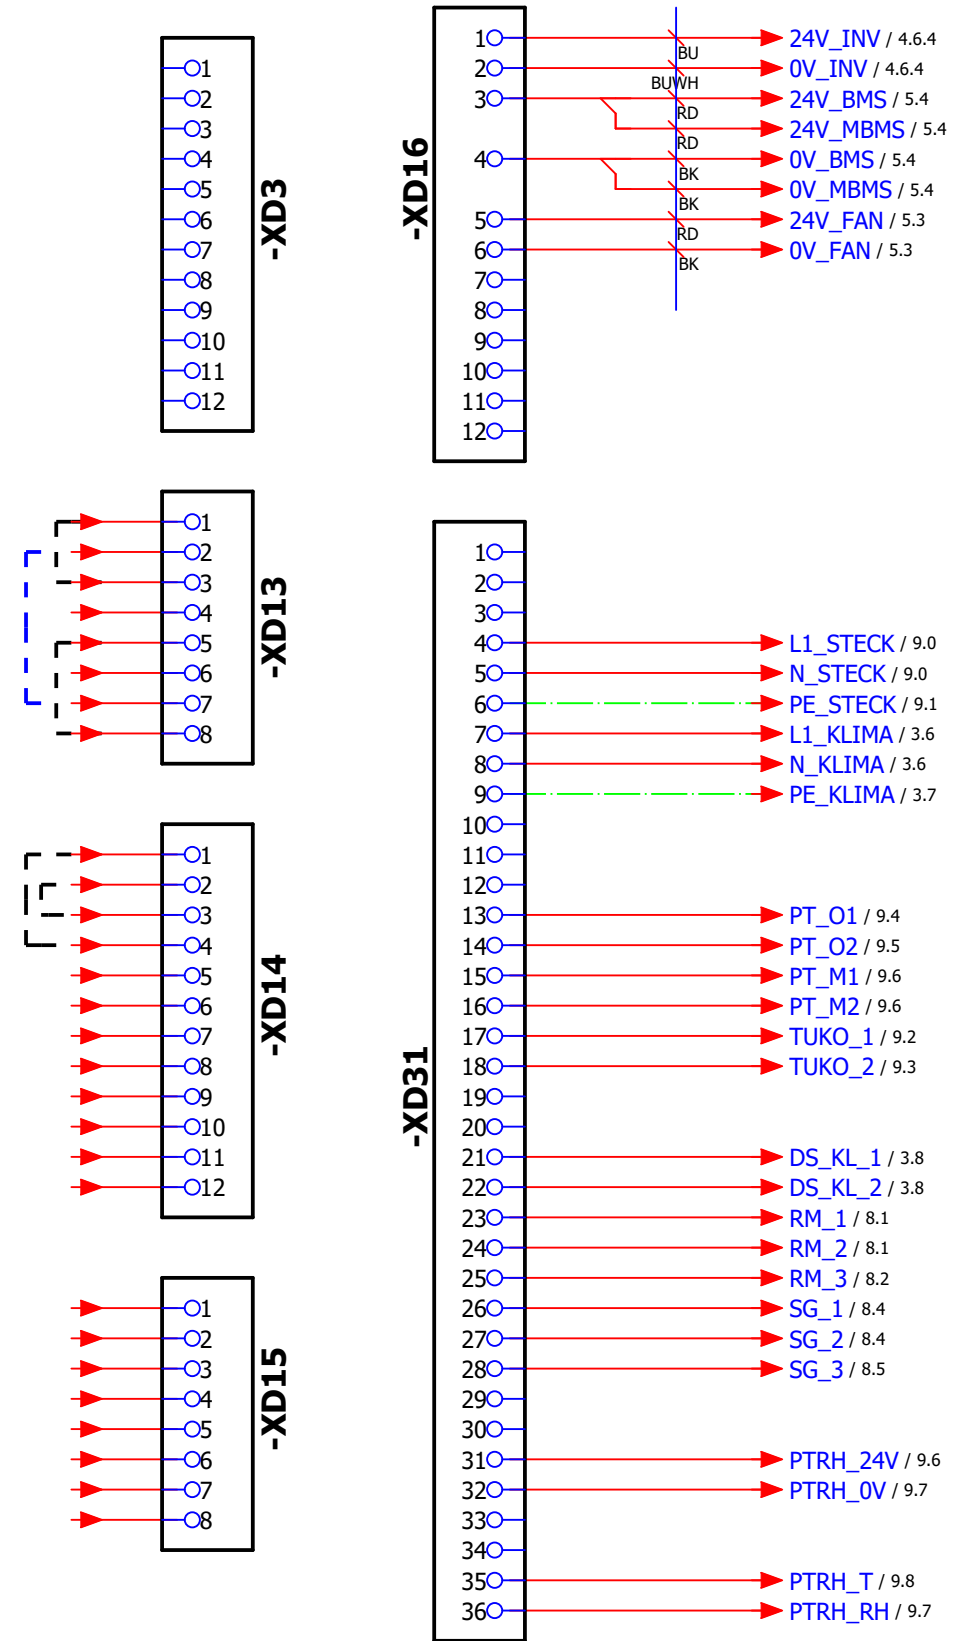 -XD3
1
2
3
4
5
6
7
8
9
10
11
12
-XD16
1 BU 24V_INV / 4.6.4
2 BUWH 0V_INV / 4.6.4
3 RD 24V_BMS / 5.4
RD 24V_MBMS / 5.4
4 BK 0V_BMS / 5.4
BK 0V_MBMS / 5.4
5 RD 24V_FAN / 5.3
6 BK 0V_FAN / 5.3
7
8
9
10
11
12
-XD13
1
2
3
4
5
6
7
8
-XD14
1
2
3
4
5
6
7
8
9
10
11
12
-XD15
1
2
3
4
5
6
7
8
-XD31
1
2
3
4 L1_STECK / 9.0
5 N_STECK / 9.0
6 PE_STECK / 9.1
7 L1_KLIMA / 3.6
8 N_KLIMA / 3.6
9 PE_KLIMA / 3.7
10
11
12
13 PT_O1 / 9.4
14 PT_O2 / 9.5
15 PT_M1 / 9.6
16 PT_M2 / 9.6
17 TUKO_1 / 9.2
18 TUKO_2 / 9.3
19
20
21 DS_KL_1 / 3.8
22 DS_KL_2 / 3.8
23 RM_1 / 8.1
24 RM_2 / 8.1
25 RM_3 / 8.2
26 SG_1 / 8.4
27 SG_2 / 8.4
28 SG_3 / 8.5
29
30
31 PTRH_24V / 9.6
32 PTRH_0V / 9.7
33
34
35 PTRH_T / 9.8
36 PTRH_RH / 9.7